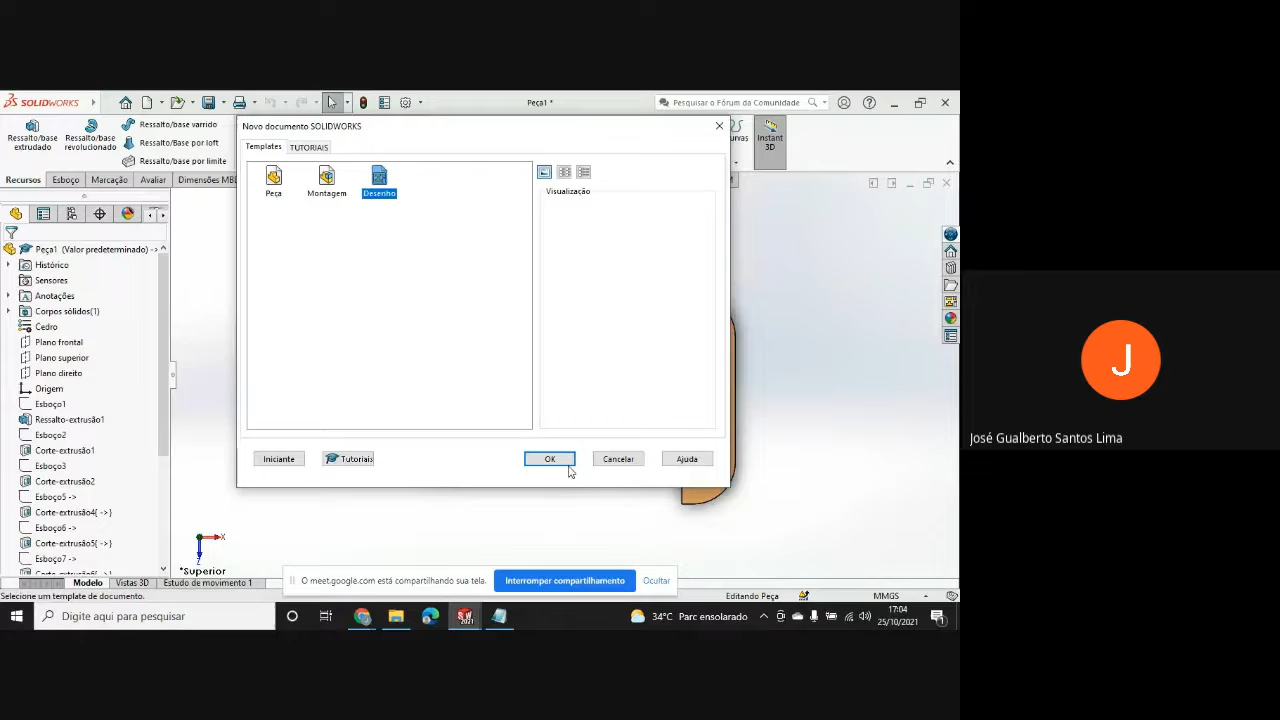 SOLIDWORKS
Peça1 *
Pesquisar o Fórum da Comunidade
Ressalto/base extrudado
Ressalto/base revolucionado
Ressalto/base varrido
Ressalto/base por loft
Ressalto/base por limite
Instant 3D
Recursos
Esboço
Marcação
Avaliar
Dimensões MBD
Novo documento SOLIDWORKS
Templates
TUTORIAIS
Peça
Montagem
Desenho
Visualização
Iniciante
Tutoriais
OK
Cancelar
Ajuda
Peça1 (Valor predeterminado) ->
Histórico
Sensores
Anotações
Corpos sólidos(1)
Cedro
Plano frontal
Plano superior
Plano direito
Origem
Esboço1
Ressalto-extrusão1
Esboço2
Corte-extrusão1
Esboço3
Corte-extrusão2
Esboço5 ->
Corte-extrusão4{ ->}
Esboço6 ->
Corte-extrusão5{ ->}
Esboço7 ->
X
Z
*Superior
Modelo
Vistas 3D
Estudo de movimento 1
O meet.google.com está compartilhando sua tela.
Interromper compartilhamento
Ocultar
Selecione um template de documento.
Editando Peça
MMGS
Digite aqui para pesquisar
34°C Parc ensolarado
17:04
25/10/2021
J
José Gualberto Santos Lima